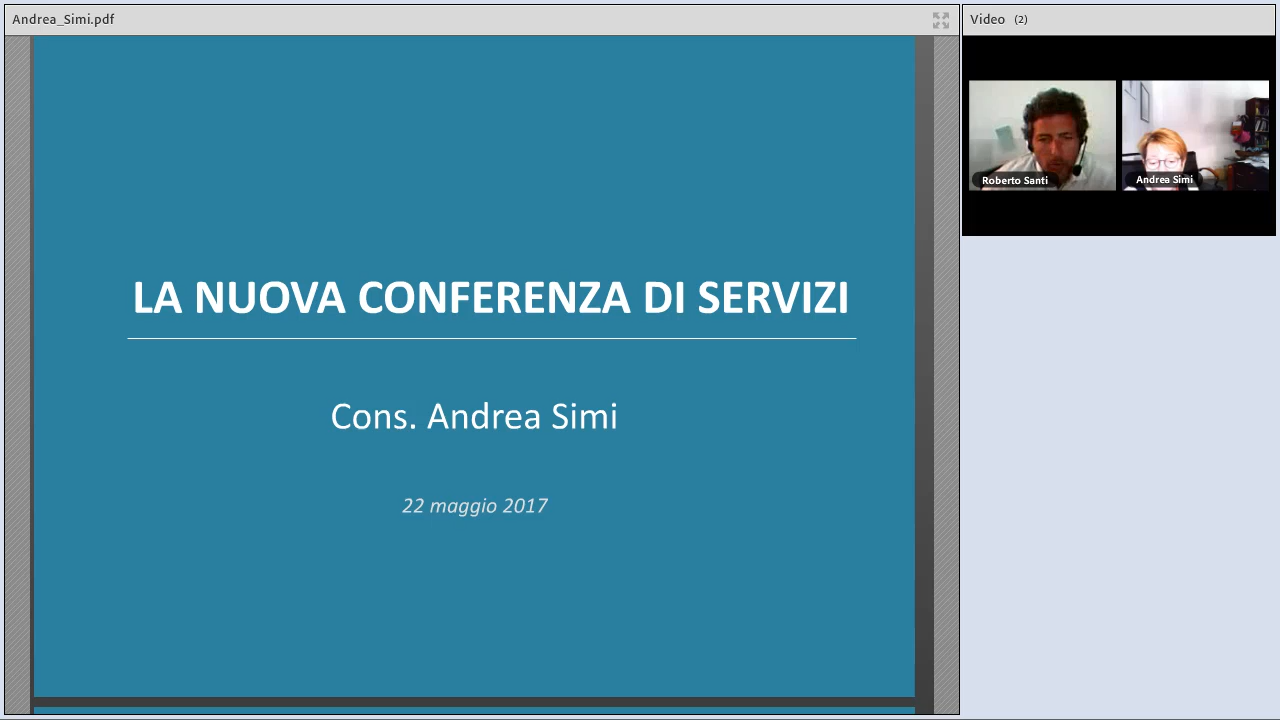 Andrea_Simi.pdf
Video (2)
Roberto Santi
Andrea Simi
LA NUOVA CONFERENZA DI SERVIZI
Cons. Andrea Simi
22 maggio 2017